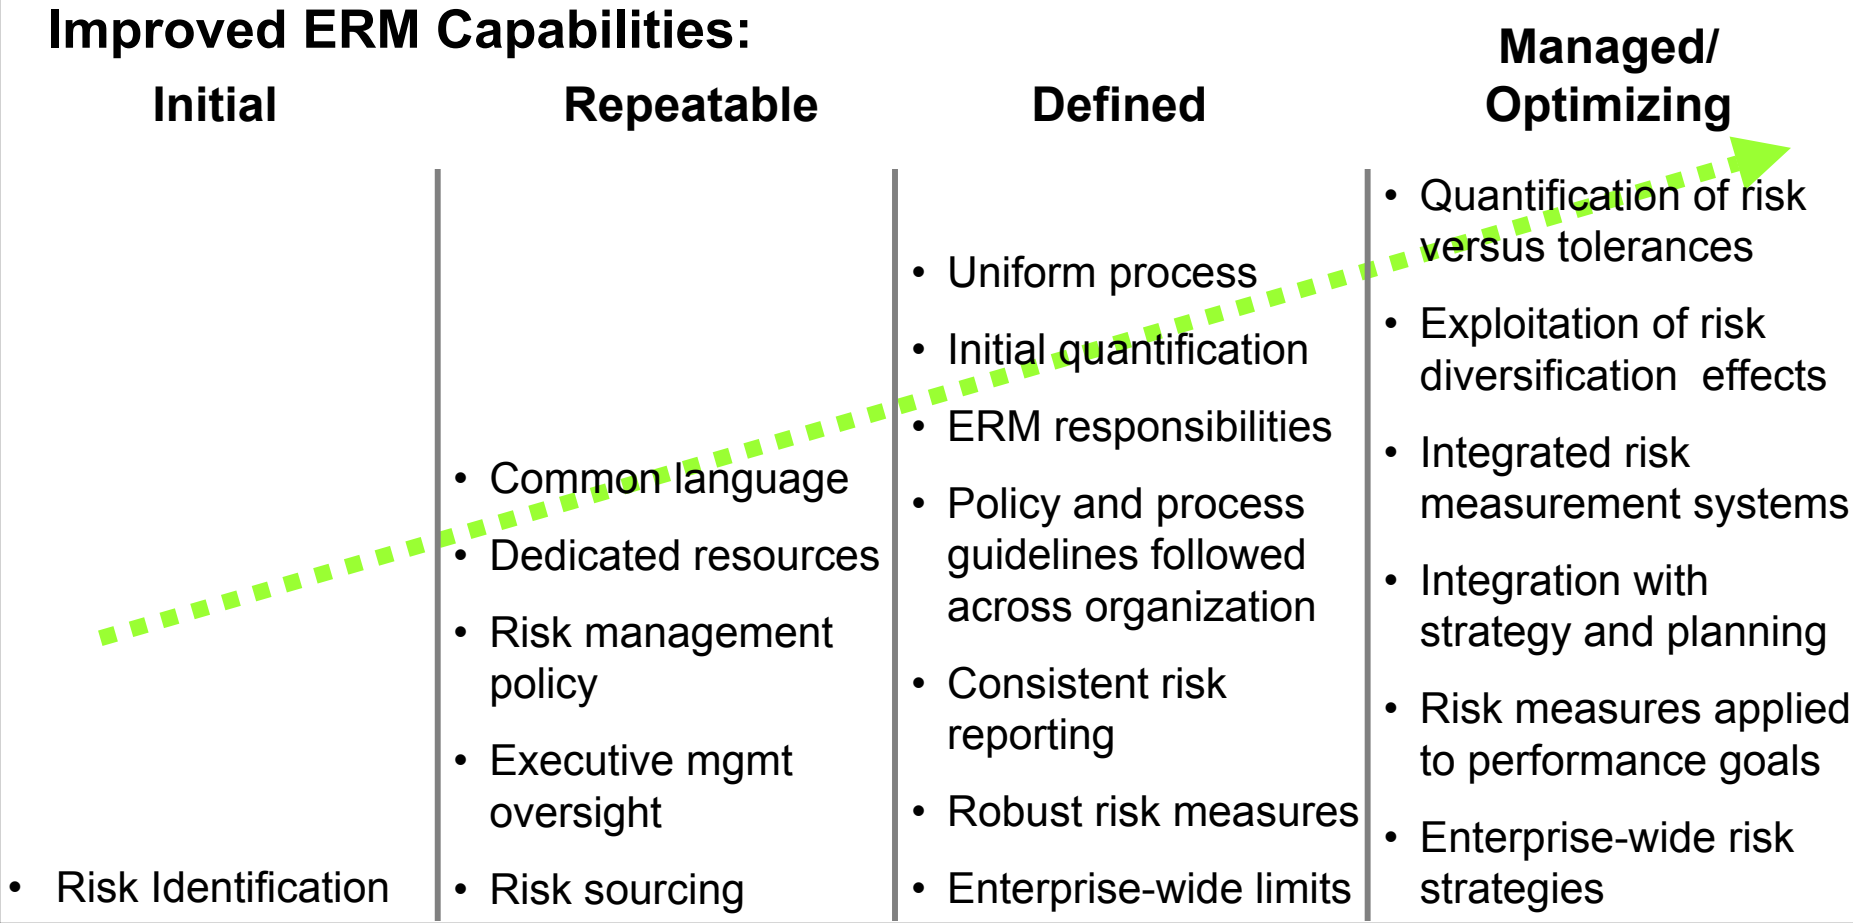 Improved ERM Capabilities:
Initial
Repeatable
Defined
Managed/
Optimizing
• Risk Identification
• Common language
• Dedicated resources
• Risk management
policy
• Executive mgmt
oversight
• Risk sourcing
• Uniform process
• Initial quantification
• ERM responsibilities
• Policy and process
guidelines followed
across organization
• Consistent risk
reporting
• Robust risk measures
• Enterprise-wide limits
• Quantification of risk
versus tolerances
• Exploitation of risk
diversification effects
• Integrated risk
measurement systems
• Integration with
strategy and planning
• Risk measures applied
to performance goals
• Enterprise-wide risk
strategies